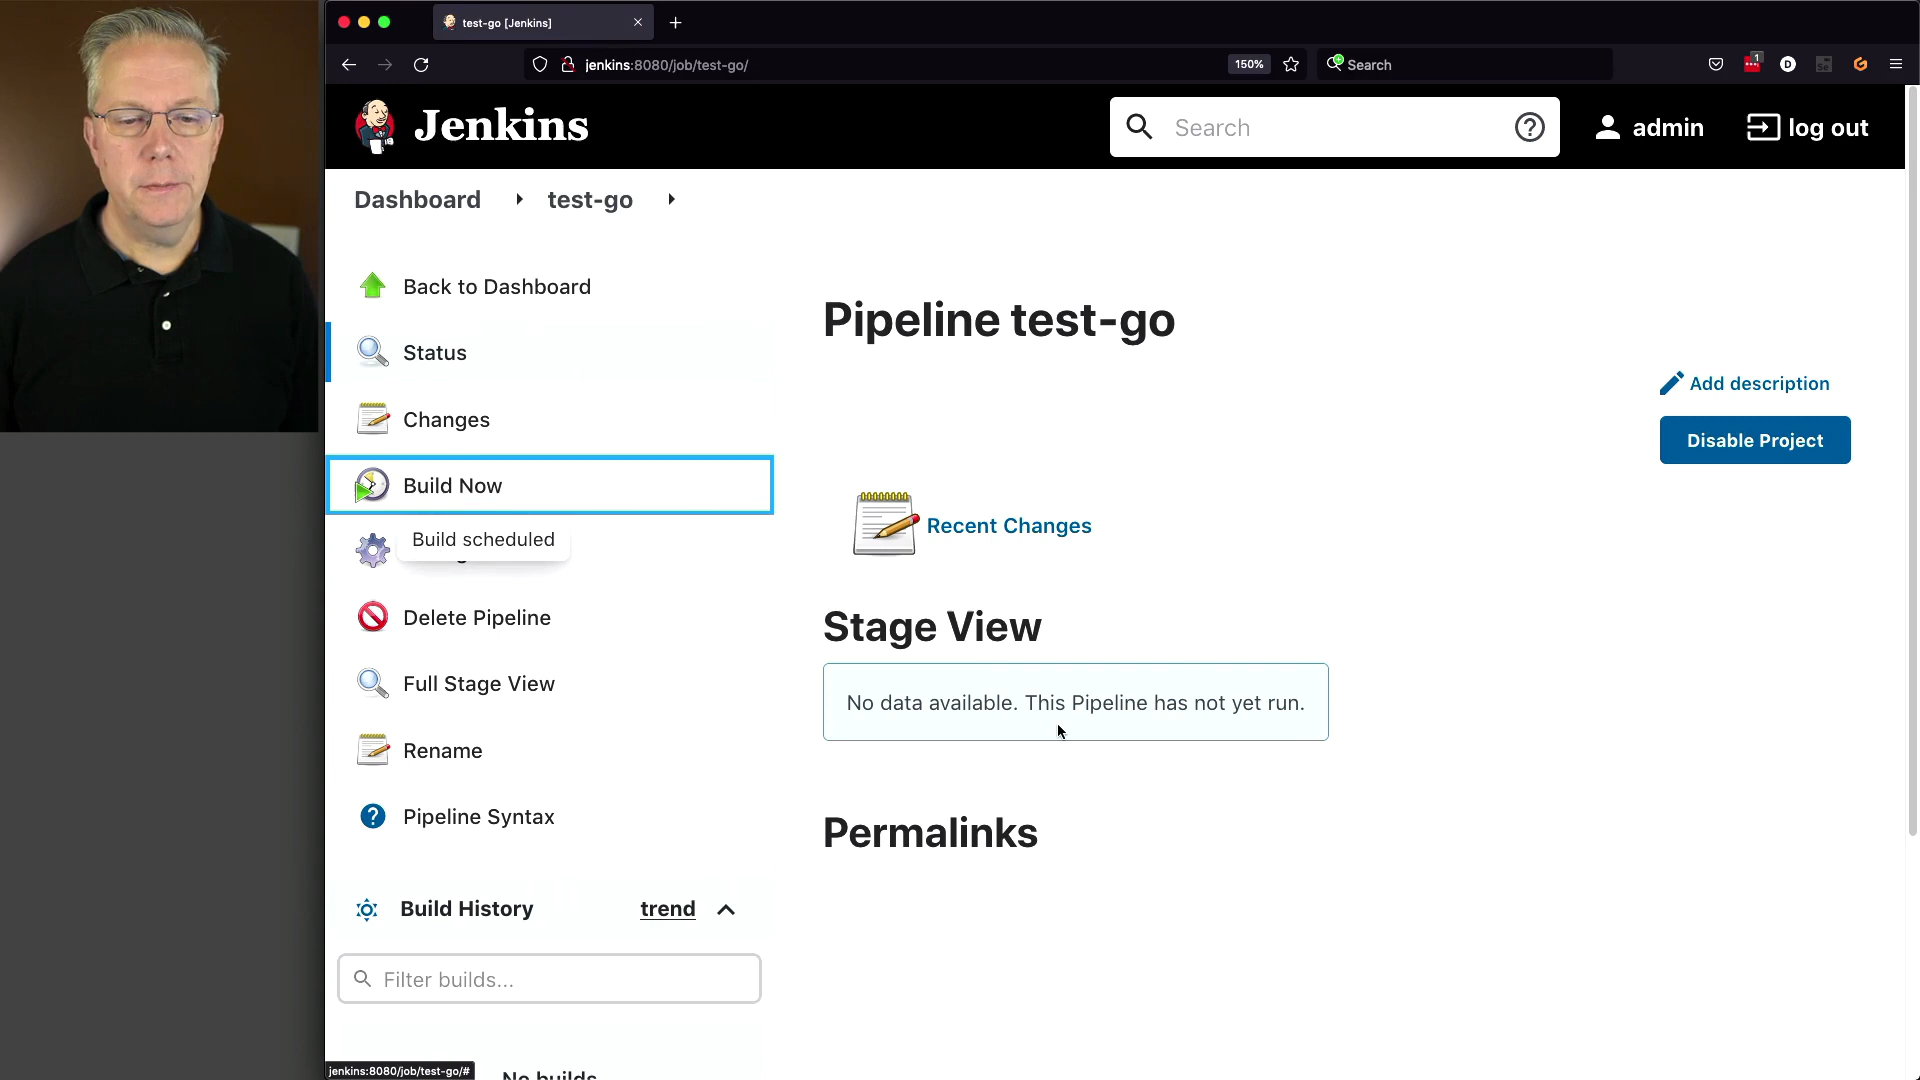 test-go [Jenkins]
jenkins:8080/job/test-go/
150%
Search
1
D
Jenkins
Search
admin
log out
Dashboard
test-go
Back to Dashboard
Status
Changes
Build Now
Build scheduled
Delete Pipeline
Full Stage View
Rename
Pipeline Syntax
Build History
trend
Filter builds...
No builds
jenkins:8080/job/test-go/#
Pipeline test-go
Add description
Disable Project
Recent Changes
Stage View
No data available. This Pipeline has not yet run.
Permalinks